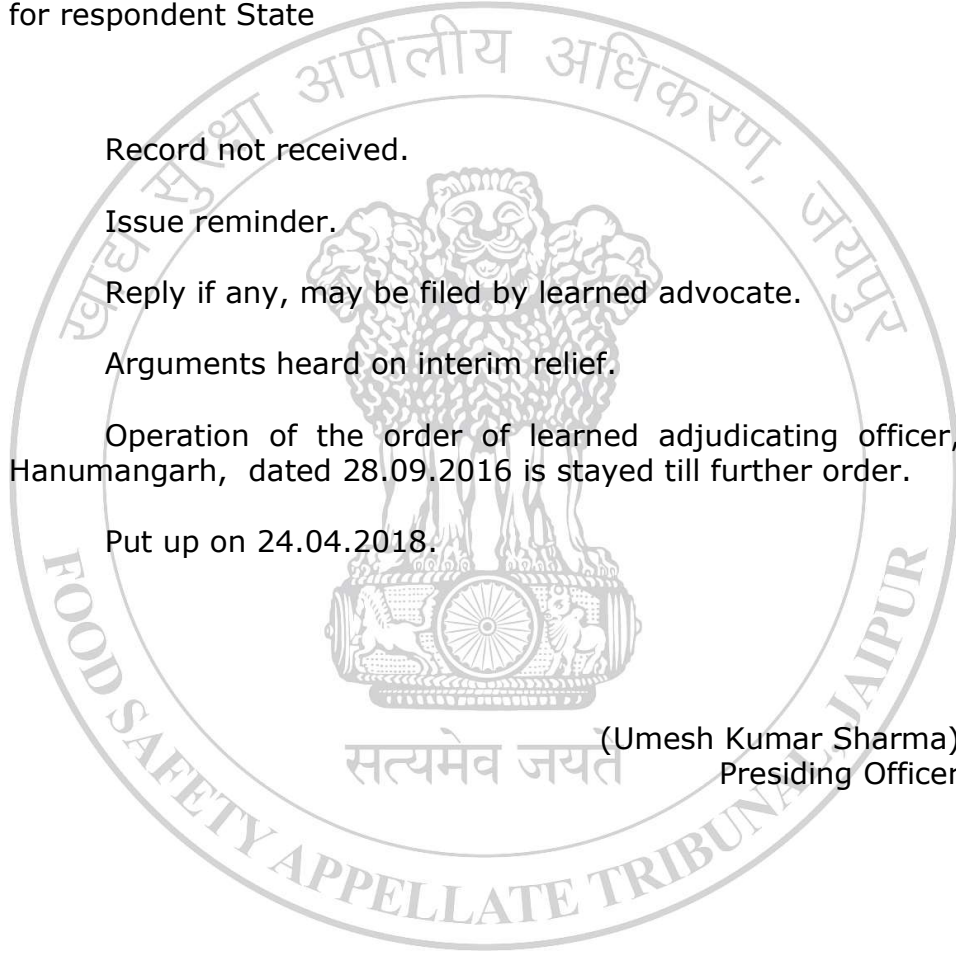 for respondent State
खाद्य सुरक्षा अपीलीय अधिकरण, जयपुर
Record not received.
Issue reminder.
Reply if any, may be filed by learned advocate.
Arguments heard on interim relief.
Operation of the order of learned adjudicating officer,
Hanumangarh, dated 28.09.2016 is stayed till further order.
Put up on 24.04.2018.
सत्यमेव जयते
(Umesh Kumar Sharma)
Presiding Officer
FOOD SAFETY APPELLATE TRIBUNAL, JAIPUR